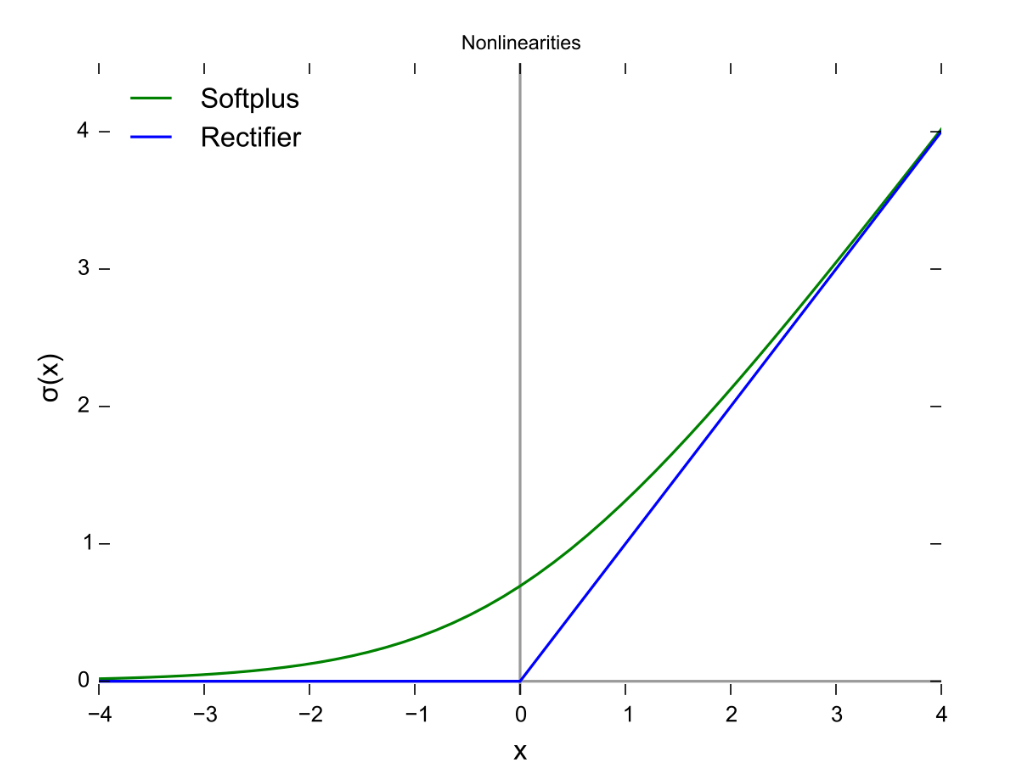 Nonlinearities
Softplus
Rectifier
4
3
2
1
0
σ(x)
−4 −3 −2 −1 0 1 2 3 4
x